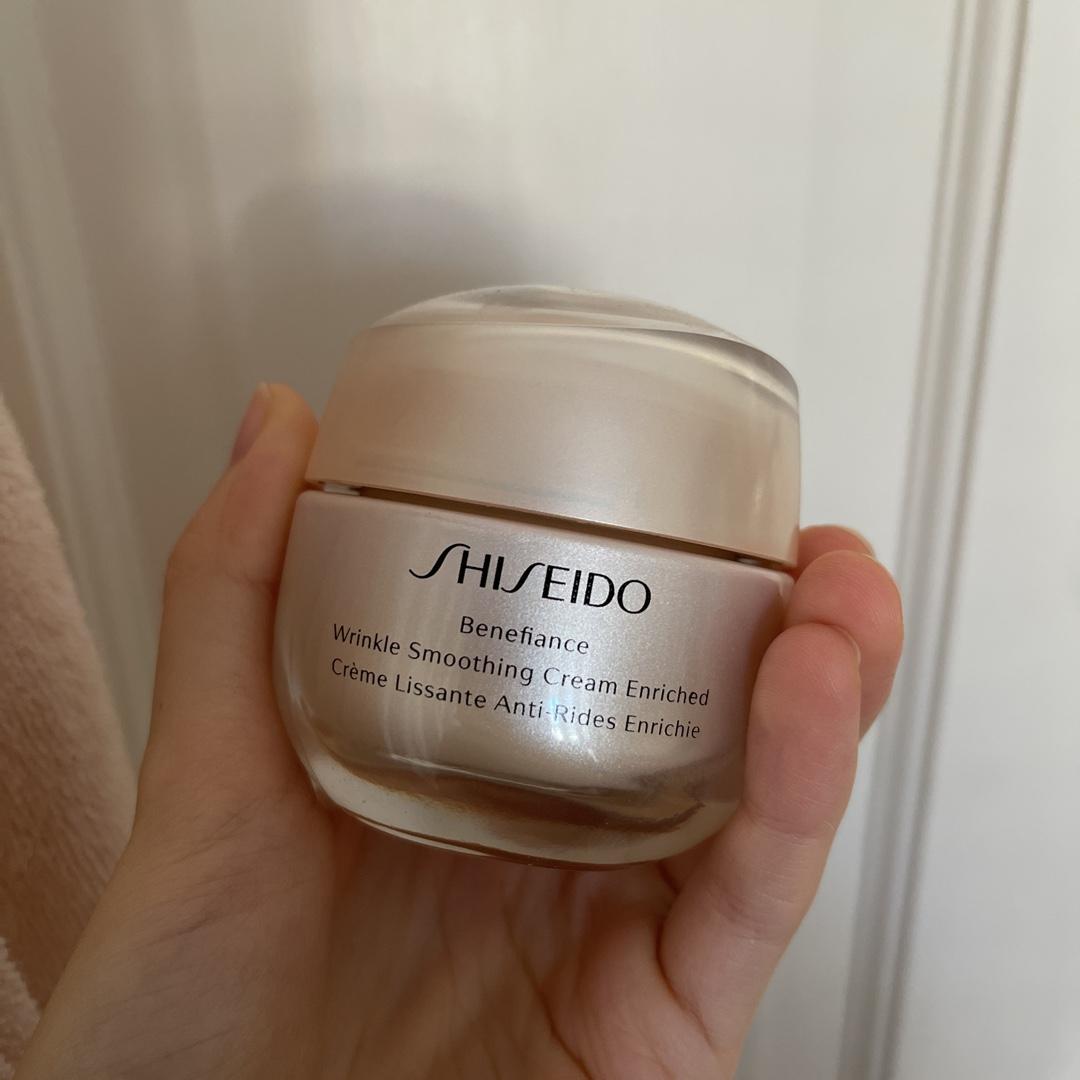 SHISEIDO
Benefiance
Wrinkle Smoothing Cream Enriched
Crème Lissante Anti-Rides Enrichie